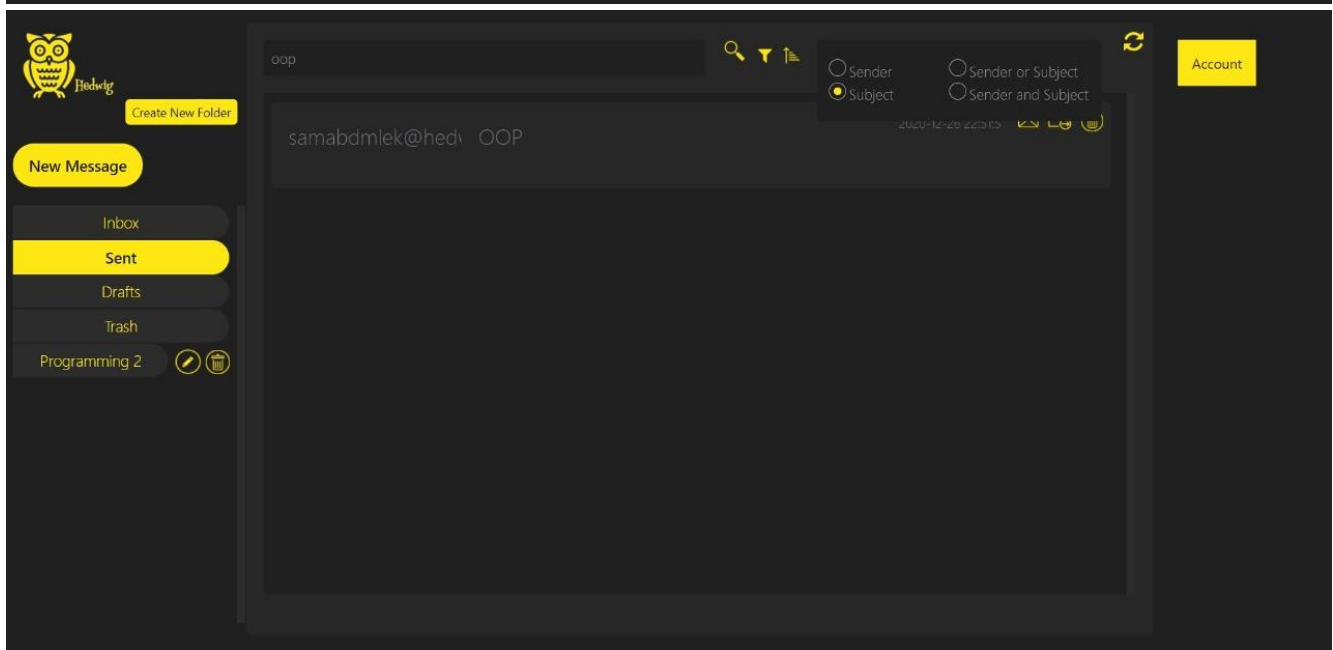 Hedwig
Create New Folder
New Message
Inbox
Sent
Drafts
Trash
Programming 2
oop
Sender
Sender or Subject
Subject
Sender and Subject
samabdmlek@hed OOP
Account